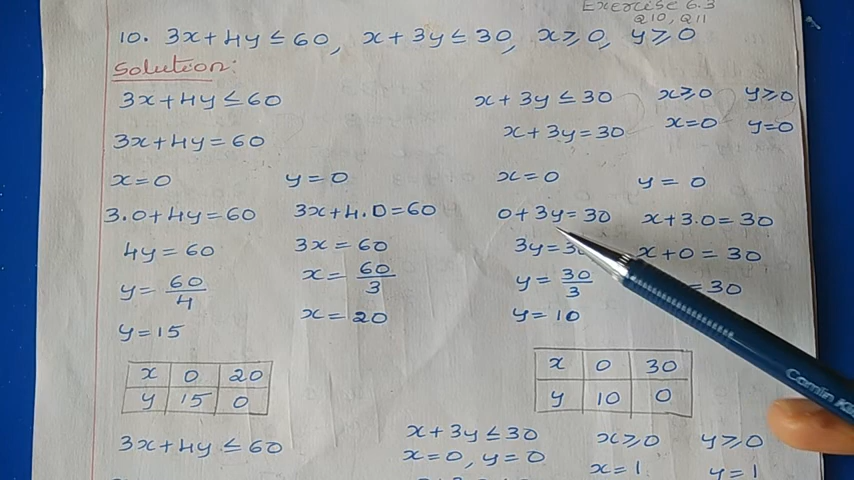 Exercise 6.3
Q10, Q11
10. 3x+4y≤60, x+3y≤30, x≥0, y≥0
Solution:
3x+4y≤60
3x+4y=60
x=0 y=0
3.0+4y=60 3x+4.0=60
4y=60 3x=60
y=60/4 x=60/3
y=15 x=20
x 0 20
y 15 0
x+3y≤30 x≥0 y≥0
x+3y=30 x=0 y=0
x=0 y=0
0+3y=30 x+3.0=30
3y=30 x+0=30
y=30/3 =30
y=10
x 0 30
y 10 0
3x+4y≤60 x+3y≤30 x≥0 y≥0
x=0, y=0 x=1 y=1
Camlin